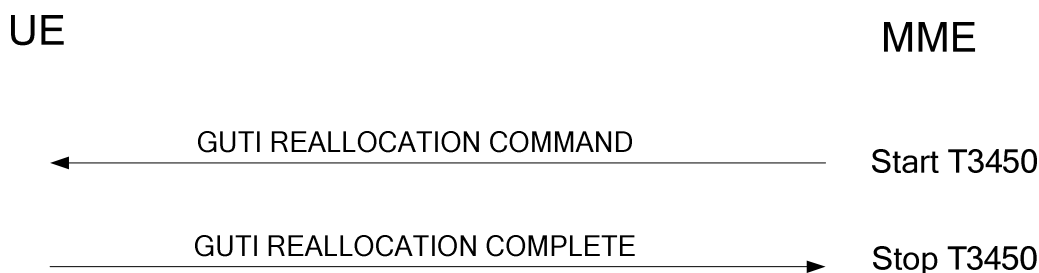 UE
MME
GUTI REALLOCATION COMMAND
Start T3450
GUTI REALLOCATION COMPLETE
Stop T3450